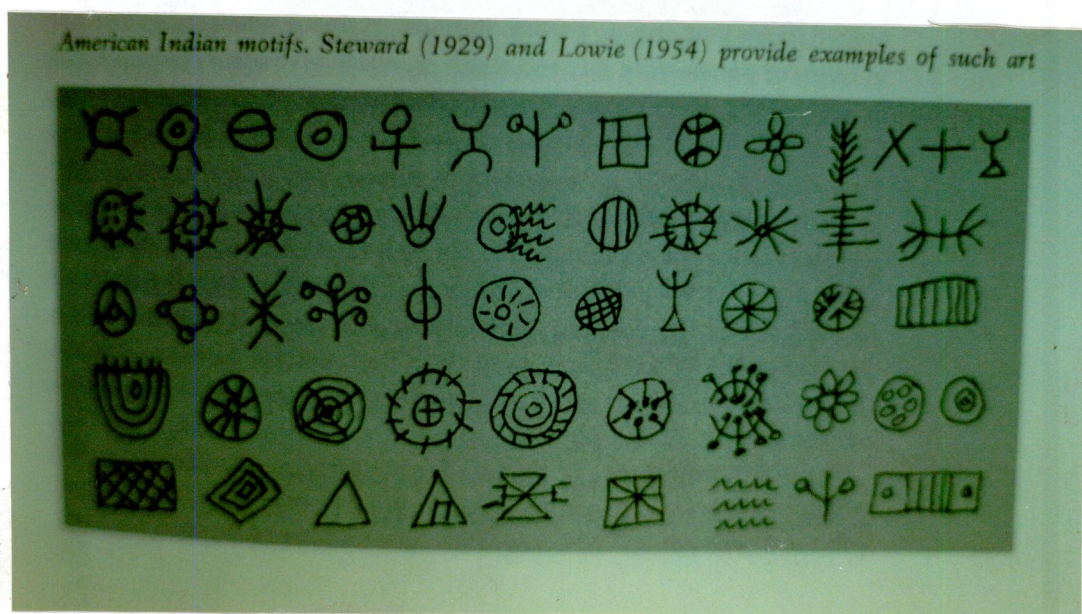 American Indian motifs. Steward (1929) and Lowie (1954) provide examples of such art